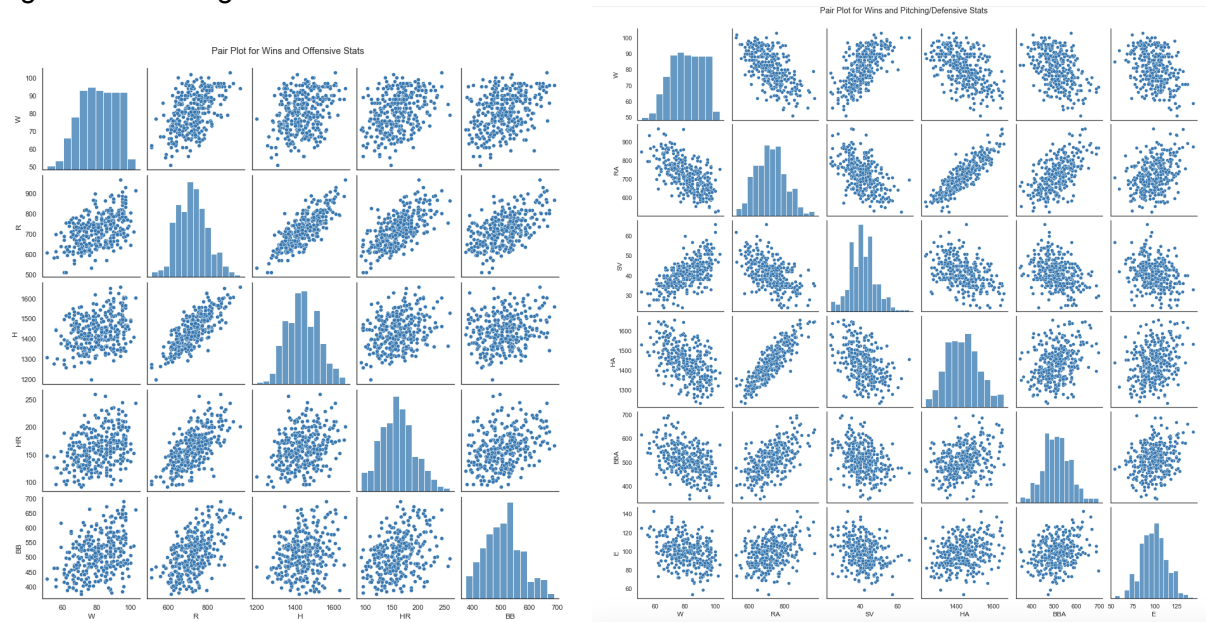 Pair Plot for Wins and Offensive Stats
100
90
80
70
60
50
W
900
800
700
600
500
R
1600
1500
1400
1300
1200
H
250
200
150
100
HR
700
650
600
550
500
450
400
BB
60 80 100
W
600 800
R
1200 1400 1600
H
100 150 200 250
HR
400 500 600 700
BB
Pair Plot for Wins and Pitching/Defensive Stats
100
90
80
70
60
50
W
900
800
700
600
RA
60
50
40
30
SV
1600
1500
1400
1300
HA
700
600
500
400
BBA
140
120
100
80
60
E
60 80 100
W
600 800
RA
40 60
SV
1400 1600
HA
400 500 600 700
BBA
50 75 100 125
E